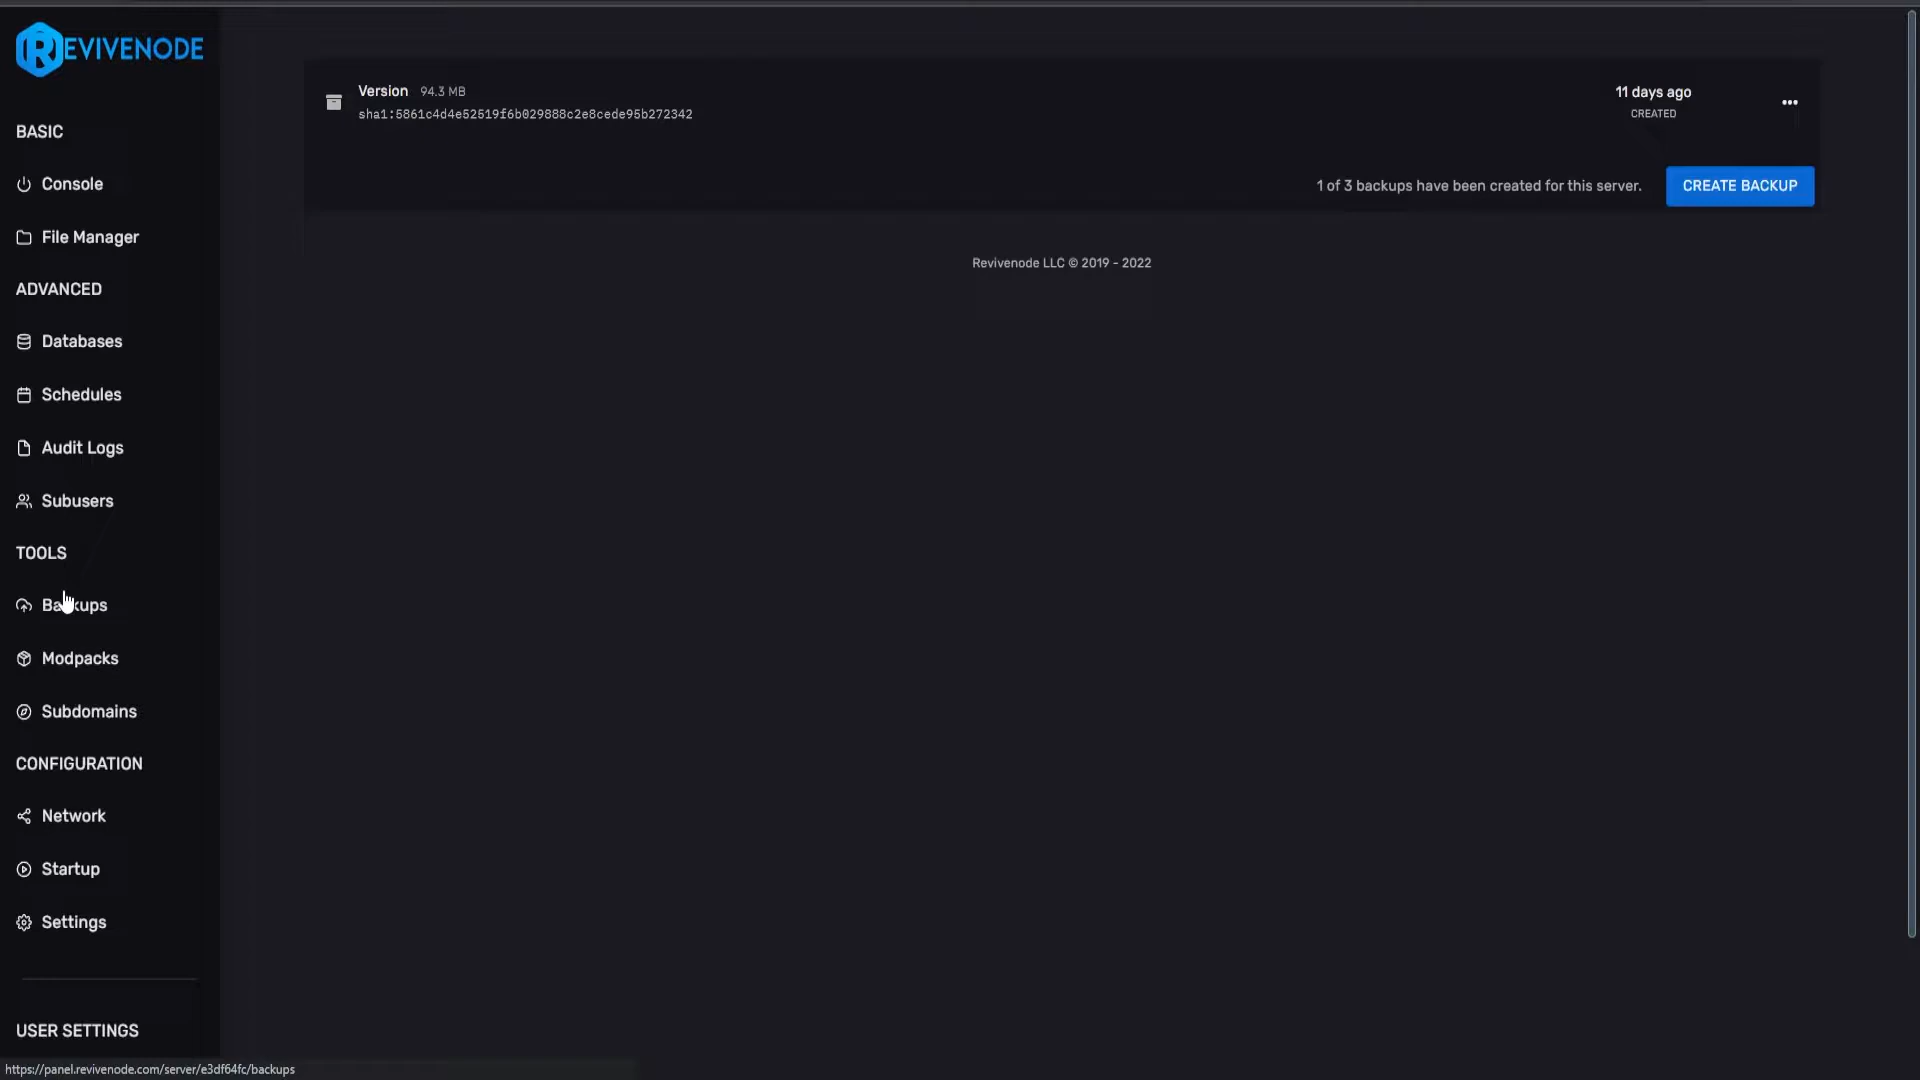 REVIVENODE
BASIC
Console
File Manager
ADVANCED
Databases
Schedules
Audit Logs
Subusers
TOOLS
Backups
Modpacks
Subdomains
CONFIGURATION
Network
Startup
Settings
USER SETTINGS
Version 94.3 MB
sha1:5861c4d4e52519f6b029888c2e8cede95b272342
11 days ago
CREATED
1 of 3 backups have been created for this server.
CREATE BACKUP
Revivenode LLC © 2019 - 2022
https://panel.revivenode.com/server/e3df64fc/backups